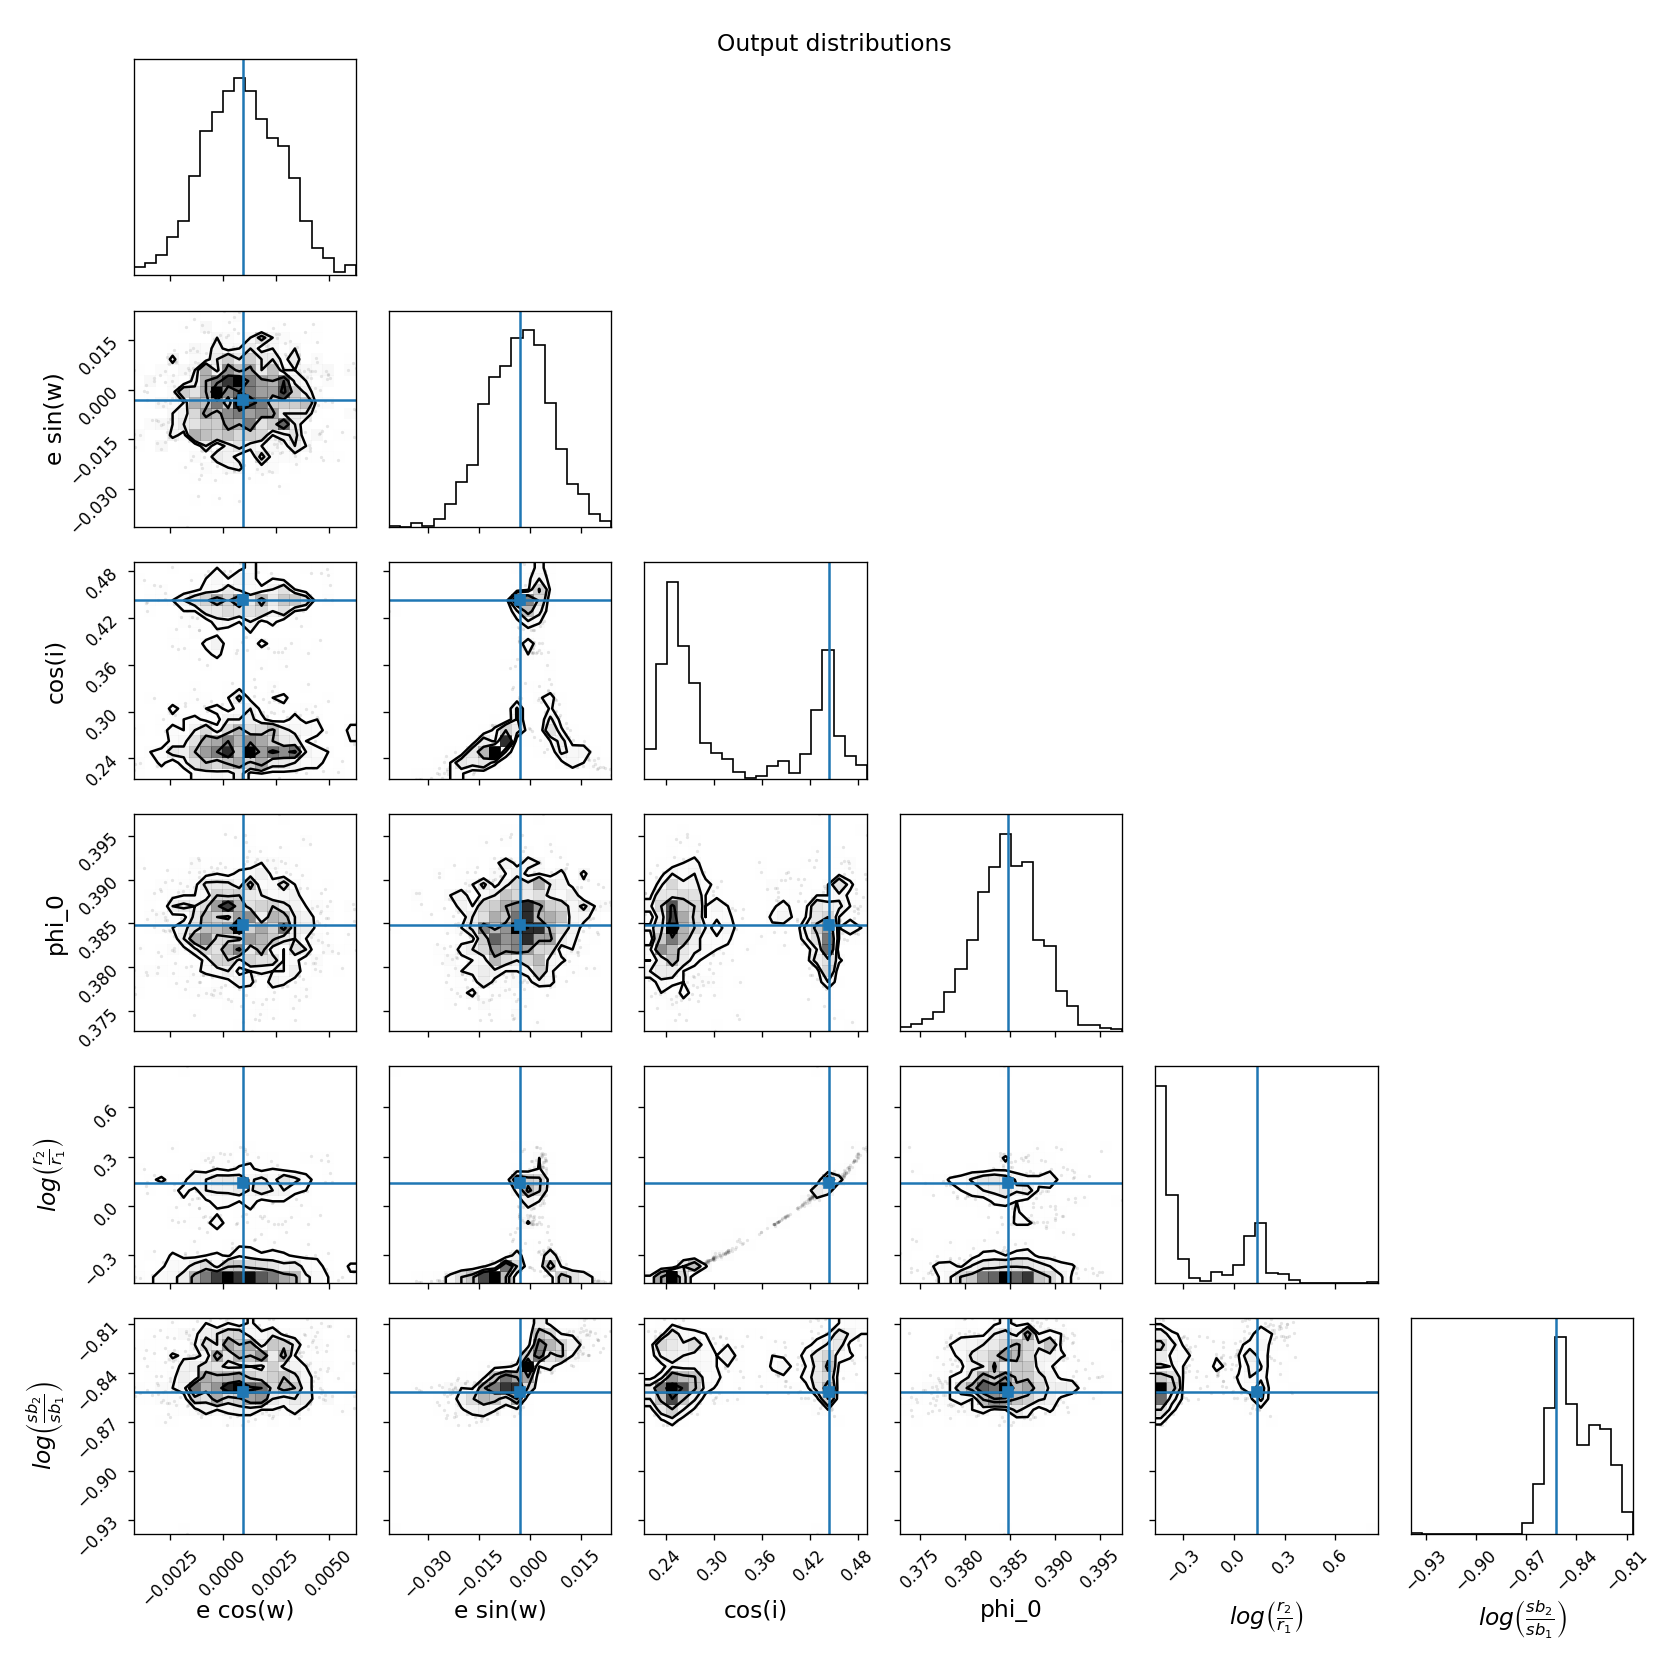 Output distributions
e sin(w)
0.015
0.000
−0.015
−0.030
cos(i)
0.48
0.42
0.36
0.30
0.24
phi_0
0.395
0.390
0.385
0.380
0.375
log(r2/r1)
0.6
0.3
0.0
−0.3
log(sb2/sb1)
−0.81
−0.84
−0.87
−0.90
−0.93
−0.0025 0.0000 0.0025 0.0050 −0.030 −0.015 0.000 0.015 0.24 0.30 0.36 0.42 0.48 0.375 0.380 0.385 0.390 0.395 −0.3 0.0 0.3 0.6 −0.93 −0.90 −0.87 −0.84 −0.81
e cos(w) e sin(w) cos(i) phi_0 log(r2/r1) log(sb2/sb1)